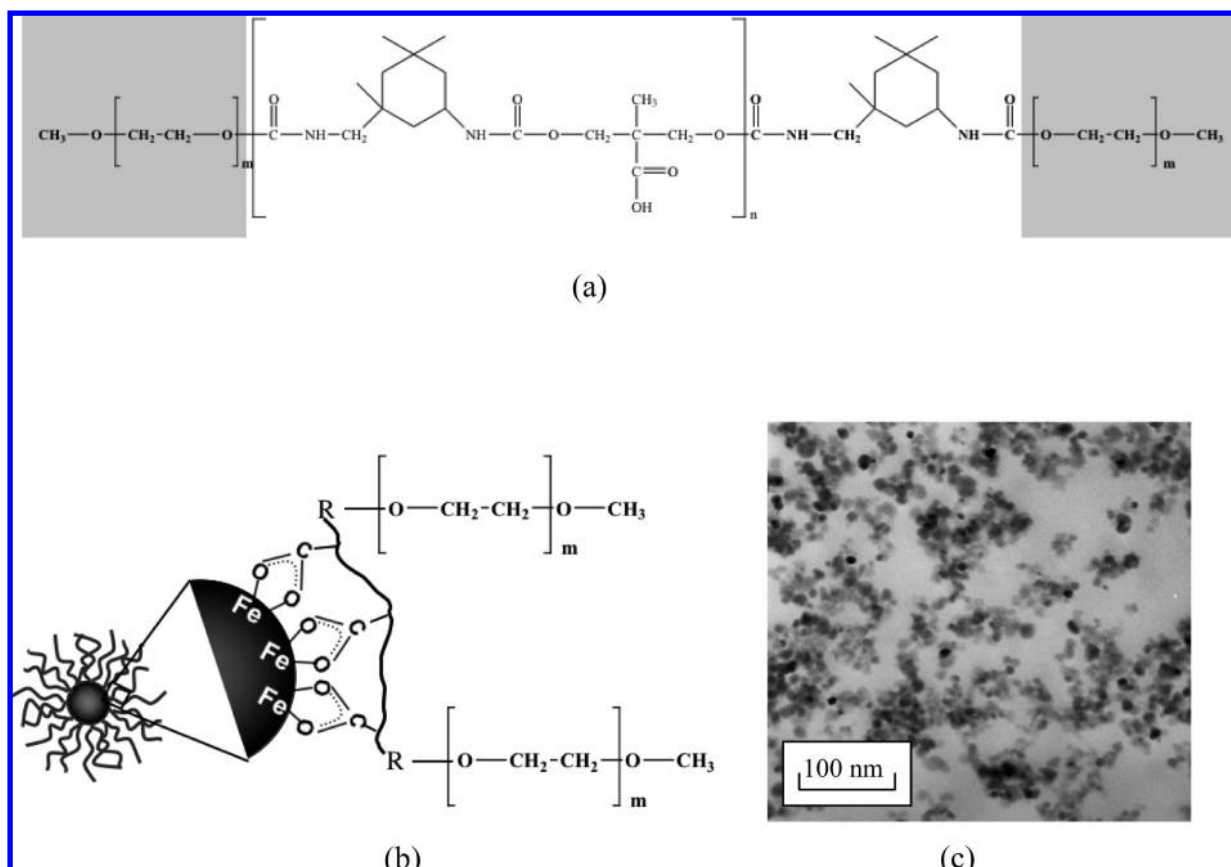 O O CH₃ O O
CH₃—O—[CH₂-CH₂—O]m—C—NH—CH₂ NH—C—O—CH₂—C—CH₂—O—]n C—NH—CH₂ NH—C—[O—CH₂—CH₂]m—O—CH₃
C=O
OH
(a)
R—[O—CH₂-CH₂]m—O—CH₃
C
O
O
Fe
O C
Fe
O
Fe O
C
O
R—[O—CH₂-CH₂]m—O—CH₃
100 nm
(b) (c)